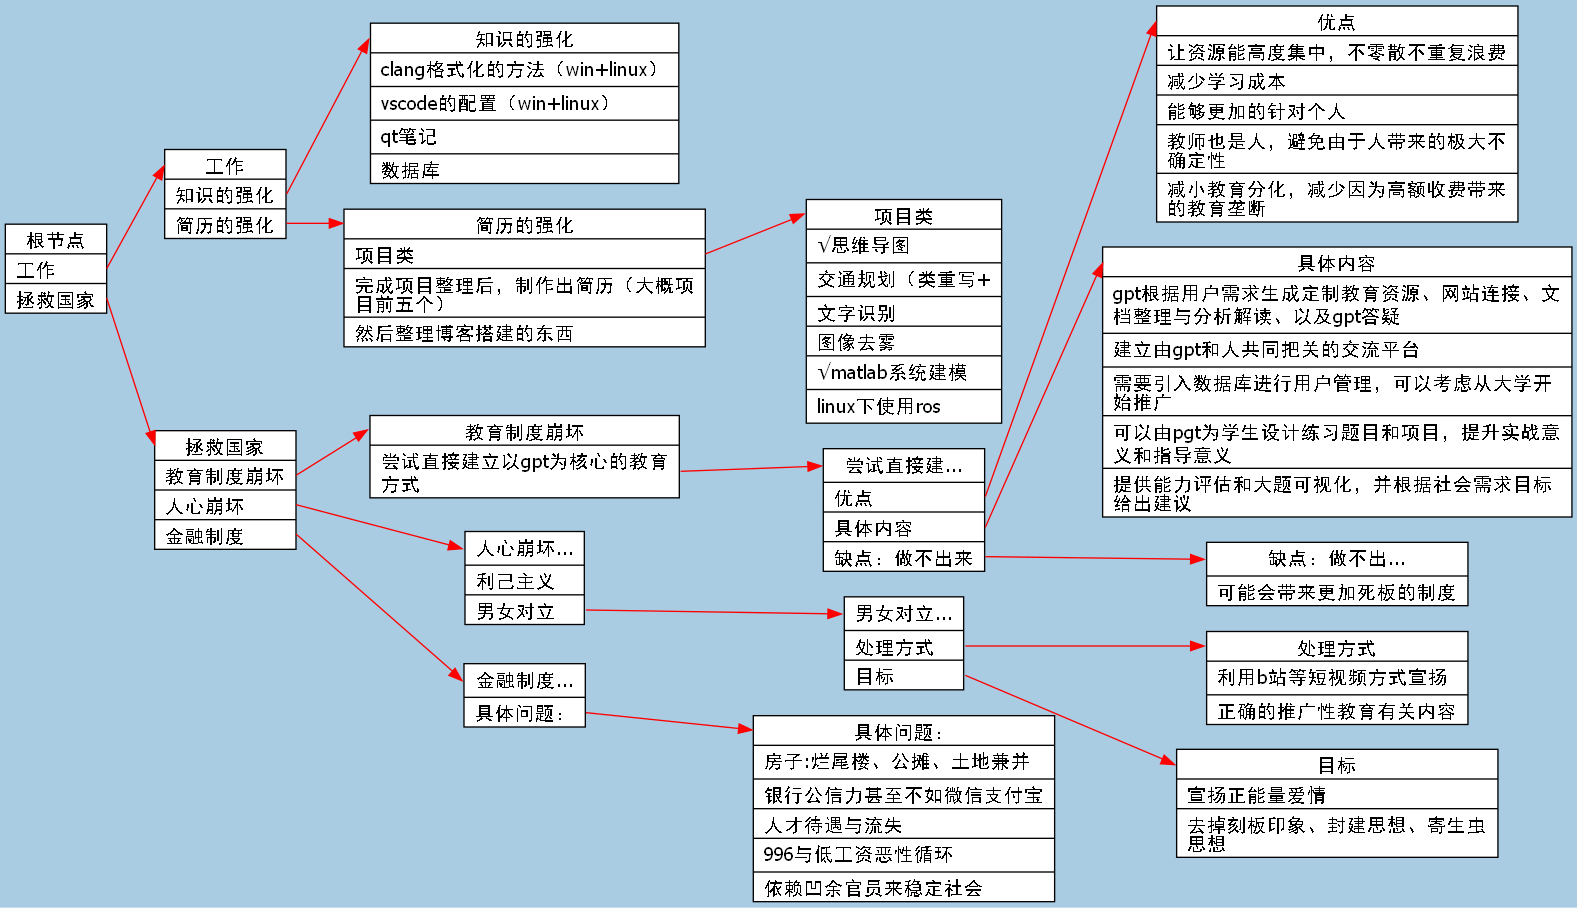 根节点
工作
拯救国家
工作
知识的强化
简历的强化
知识的强化
clang格式化的方法（win+linux）
vscode的配置（win+linux）
qt笔记
数据库
简历的强化
项目类
完成项目整理后，制作出简历（大概项
目前五个）
然后整理博客搭建的东西
项目类
√思维导图
交通规划（类重写+
文字识别
图像去雾
√matlab系统建模
linux下使用ros
拯救国家
教育制度崩坏
人心崩坏
金融制度
教育制度崩坏
尝试直接建立以gpt为核心的教育
方式
尝试直接建...
优点
具体内容
缺点：做不出来
优点
让资源能高度集中，不零散不重复浪费
减少学习成本
能够更加的针对个人
教师也是人，避免由于人带来的极大不
确定性
减小教育分化，减少因为高额收费带来
的教育垄断
具体内容
gpt根据用户需求生成定制教育资源、网站连接、文
档整理与分析解读、以及gpt答疑
建立由gpt和人共同把关的交流平台
需要引入数据库进行用户管理，可以考虑从大学开
始推广
可以由pgt为学生设计练习题目和项目，提升实战意
义和指导意义
提供能力评估和大题可视化，并根据社会需求目标
给出建议
缺点：做不出...
可能会带来更加死板的制度
人心崩坏...
利己主义
男女对立
男女对立...
处理方式
目标
处理方式
利用b站等短视频方式宣扬
正确的推广性教育有关内容
目标
宣扬正能量爱情
去掉刻板印象、封建思想、寄生虫
思想
金融制度...
具体问题：
具体问题：
房子:烂尾楼、公摊、土地兼并
银行公信力甚至不如微信支付宝
人才待遇与流失
996与低工资恶性循环
依赖凹余官员来稳定社会